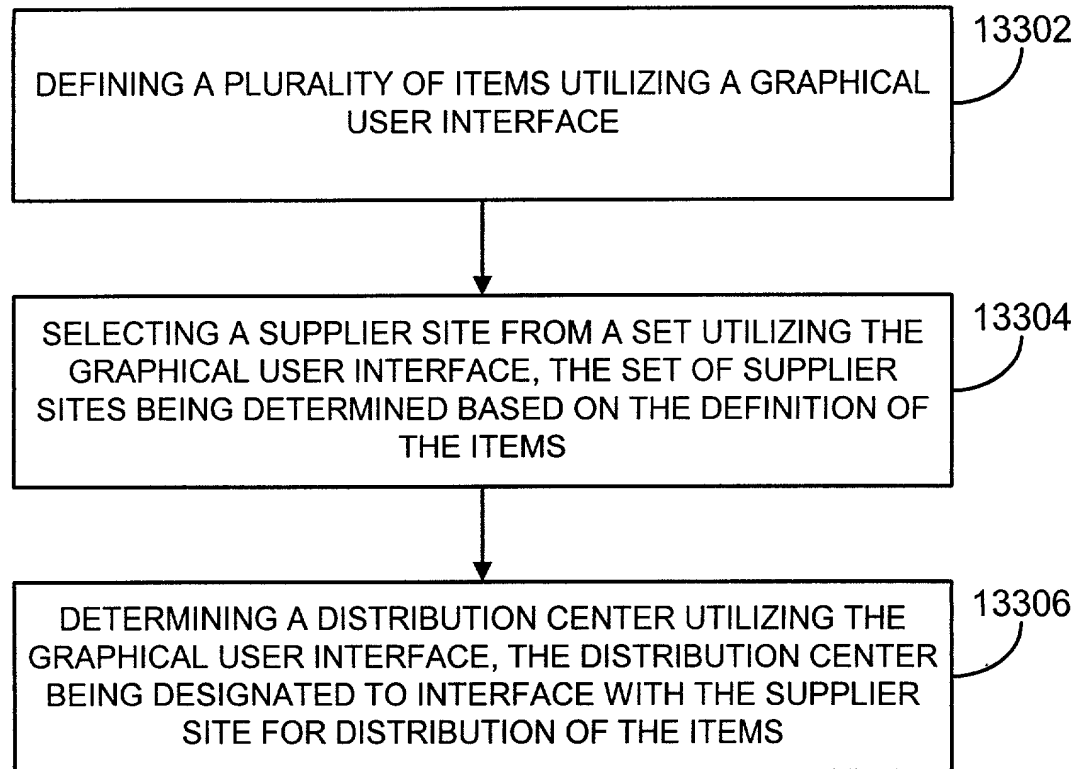 13302
DEFINING A PLURALITY OF ITEMS UTILIZING A GRAPHICAL
USER INTERFACE
13304
SELECTING A SUPPLIER SITE FROM A SET UTILIZING THE
GRAPHICAL USER INTERFACE, THE SET OF SUPPLIER
SITES BEING DETERMINED BASED ON THE DEFINITION OF
THE ITEMS
13306
DETERMINING A DISTRIBUTION CENTER UTILIZING THE
GRAPHICAL USER INTERFACE, THE DISTRIBUTION CENTER
BEING DESIGNATED TO INTERFACE WITH THE SUPPLIER
SITE FOR DISTRIBUTION OF THE ITEMS